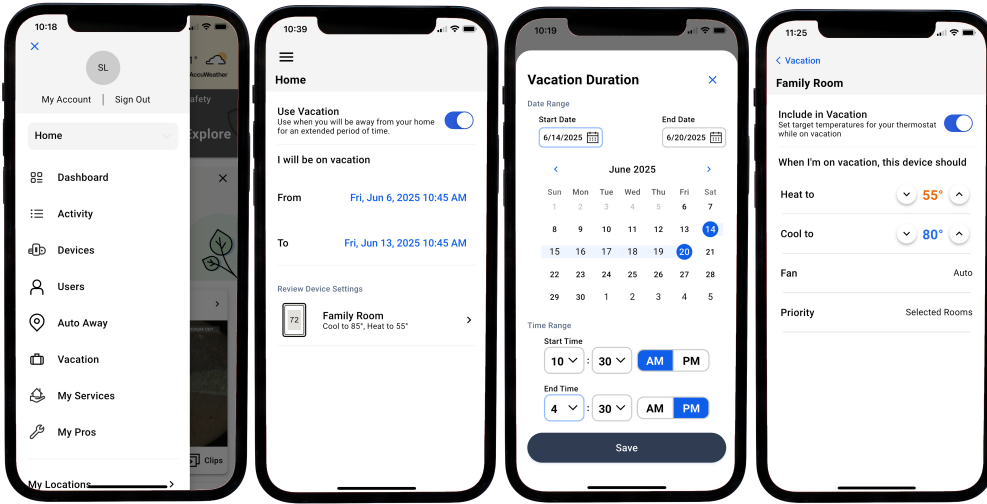 10:18
SL
My Account | Sign Out
Home
Dashboard
Activity
Devices
Users
Auto Away
Vacation
My Services
My Pros
My Locations
1°
AccuWeather
afety
Explore
Clips
10:39
Home
Use Vacation
Use when you will be away from your home
for an extended period of time.
I will be on vacation
From Fri, Jun 6, 2025 10:45 AM
To Fri, Jun 13, 2025 10:45 AM
Review Device Settings
72
Family Room
Cool to 85°, Heat to 55°
10:19
Vacation Duration
Date Range
Start Date End Date
6/14/2025 6/20/2025
June 2025
Sun Mon Tue Wed Thu Fri Sat
1 2 3 4 5 6 7
8 9 10 11 12 13 14
15 16 17 18 19 20 21
22 23 24 25 26 27 28
29 30 1 2 3 4 5
Time Range
Start Time
10 : 30 AM PM
End Time
4 : 30 AM PM
Save
11:25
Vacation
Family Room
Include in Vacation
Set target temperatures for your thermostat
while on vacation
When I'm on vacation, this device should
Heat to 55°
Cool to 80°
Fan Auto
Priority Selected Rooms